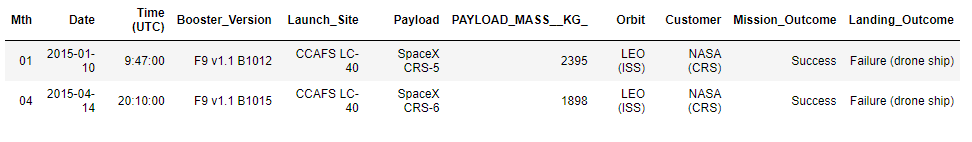 Mth Date Time (UTC) Booster_Version Launch_Site Payload PAYLOAD_MASS__KG_ Orbit Customer Mission_Outcome Landing_Outcome
01 2015-01-10 9:47:00 F9 v1.1 B1012 CCAFS LC-40 SpaceX CRS-5 2395 LEO (ISS) NASA (CRS) Success Failure (drone ship)
04 2015-04-14 20:10:00 F9 v1.1 B1015 CCAFS LC-40 SpaceX CRS-6 1898 LEO (ISS) NASA (CRS) Success Failure (drone ship)